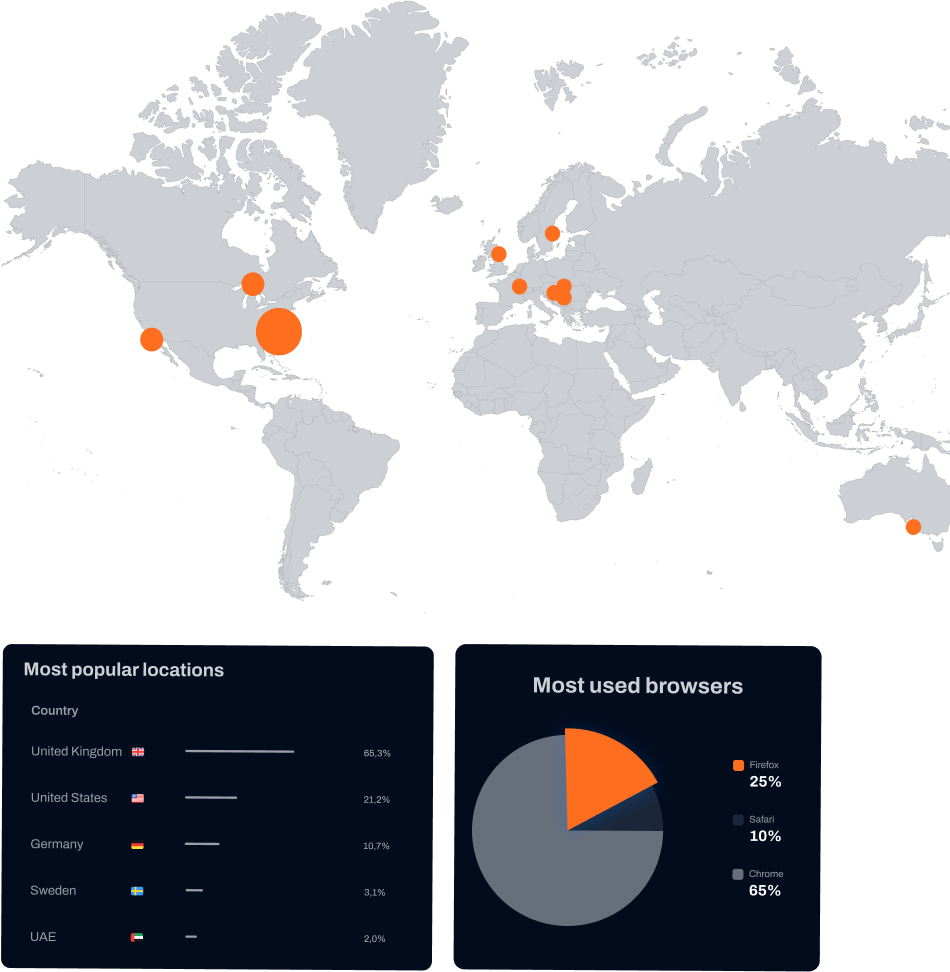 Most popular locations
Country
United Kingdom 65,3%
United States 21,2%
Germany 10,7%
Sweden 3,1%
UAE 2,0%
Most used browsers
Firefox
25%
Safari
10%
Chrome
65%